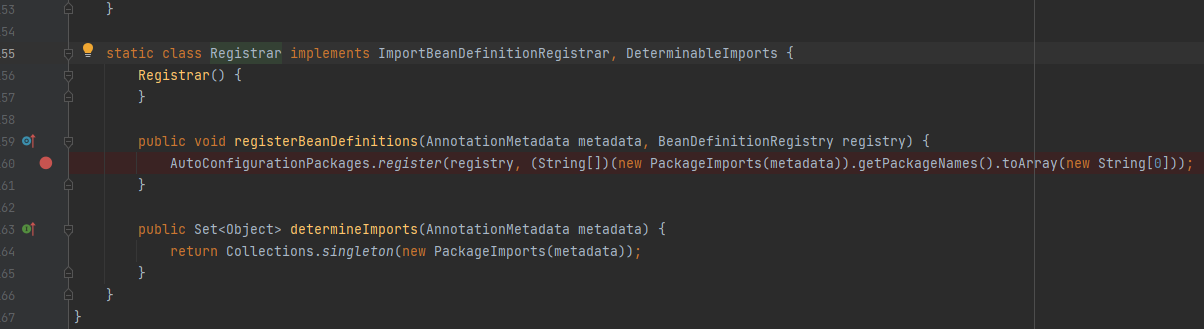 53 }
54
55 static class Registrar implements ImportBeanDefinitionRegistrar, DeterminableImports {
56 Registrar() {
57 }
58
59 public void registerBeanDefinitions(AnnotationMetadata metadata, BeanDefinitionRegistry registry) {
60 AutoConfigurationPackages.register(registry, (String[])(new PackageImports(metadata)).getPackageNames().toArray(new String[0]));
61 }
62
63 public Set<Object> determineImports(AnnotationMetadata metadata) {
64 return Collections.singleton(new PackageImports(metadata));
65 }
66 }
67 }